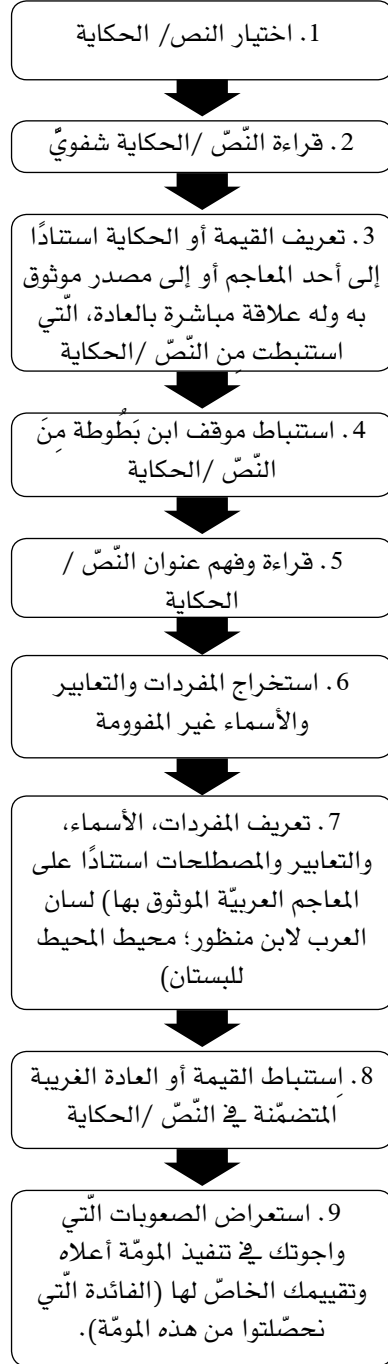 1. اختيار النص/ الحكاية
2. قراءة النّصّ /الحكاية شفويًّ
3. تعريف القيمة أو الحكاية استنادًا
إلى أحد المعاجم أو إلى مصدر موثوق
به وله علاقة مباشرة بالعادة، الّتي
استنبطت مِن النّصّ /الحكاية
4. استنباط موقف ابن بَطُوطة مِنَ
النّصّ /الحكاية
5. قراءة وفهم عنوان النّصّ /
الحكاية
6. استخراج المفردات والتعابير
والأسماء غير المفوومة
7. تعريف المفردات، الأسماء،
والتعابير والمصطلحات استنادًا على
المعاجم العربيّة الموثوق بها) لسان
العرب لابن منظور؛ محيط المحيط
للبستان)
8. اِستنباط القيمة أو العادة الغريبة
المتضمّنة في النّصّ /الحكاية
9. استعراض الصعوبات الّتي
واجوتك في تنفيذ المومّة أعلاه
وتقييمك الخاصّ لها (الفائدة الّتي
نحصّلتوا من هذه المومّة).